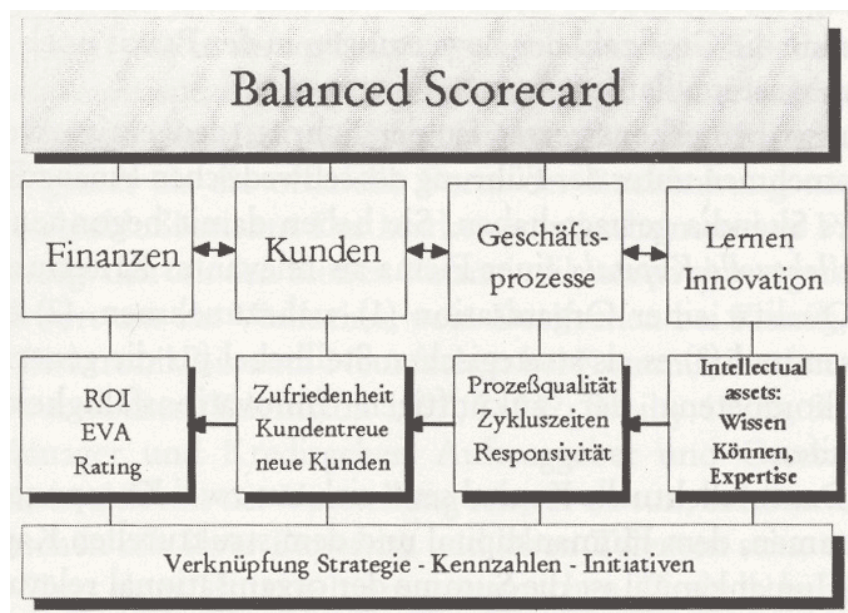 Balanced Scorecard
Finanzen
Kunden
Geschäfts-
prozesse
Lernen
Innovation
ROI
EVA
Rating
Zufriedenheit
Kundentreue
neue Kunden
Prozeßqualität
Zykluszeiten
Responsivität
Intellectual
assets:
Wissen
Können,
Expertise
Verknüpfung Strategie - Kennzahlen - Initiativen